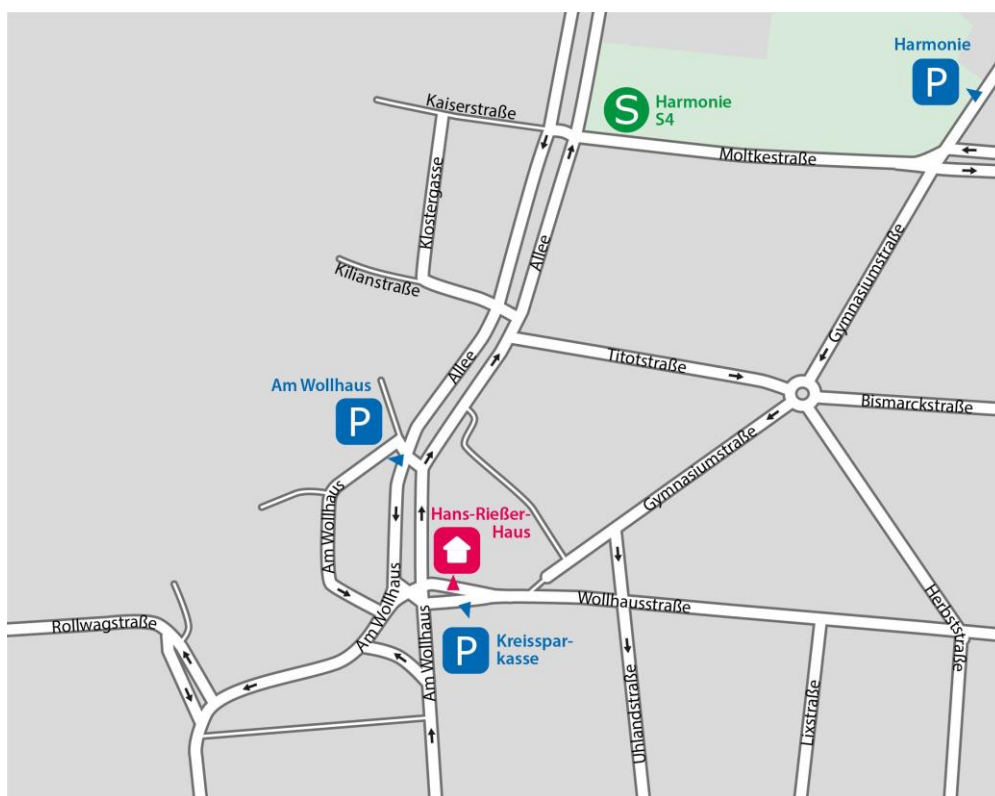 Harmonie
P
Kaiserstraße
S
Harmonie
S4
Moltkestraße
Klostergasse
Allee
Gymnasiumstraße
Kilianstraße
Allee
Titotstraße
Am Wollhaus
P
Bismarckstraße
Gymnasiumstraße
Am Wollhaus
Hans-Rießer-
Haus
Am Wollhaus
Wollhausstraße
Herbststraße
Rollwagstraße
Am Wollhaus
P
Kreisspar-
kasse
Uhlandstraße
Lixstraße